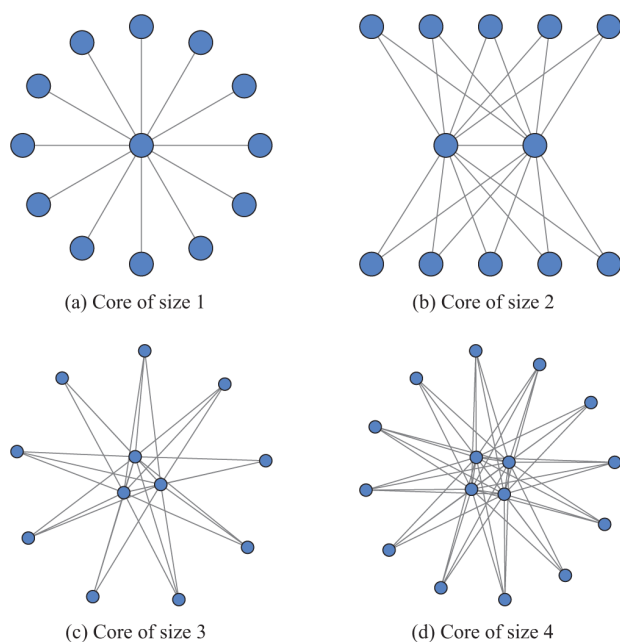 (a) Core of size 1
(b) Core of size 2
(c) Core of size 3
(d) Core of size 4